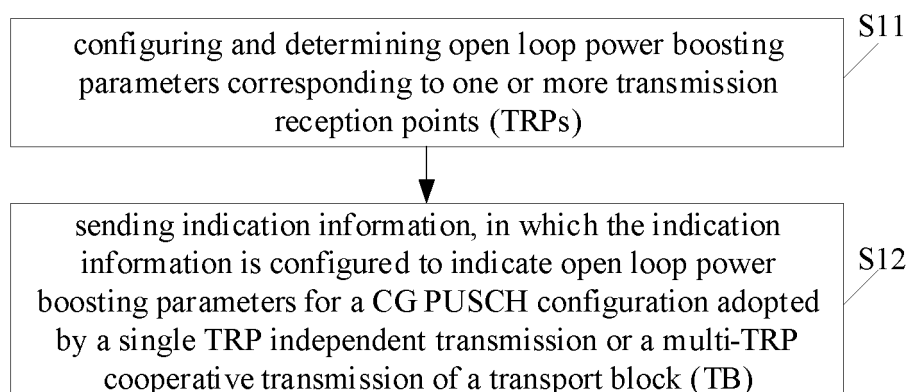 S11
configuring and determining open loop power boosting
parameters corresponding to one or more transmission
reception points (TRPs)
S12
sending indication information, in which the indication
information is configured to indicate open loop power
boosting parameters for a CG PUSCH configuration adopted
by a single TRP independent transmission or a multi-TRP
cooperative transmission of a transport block (TB)